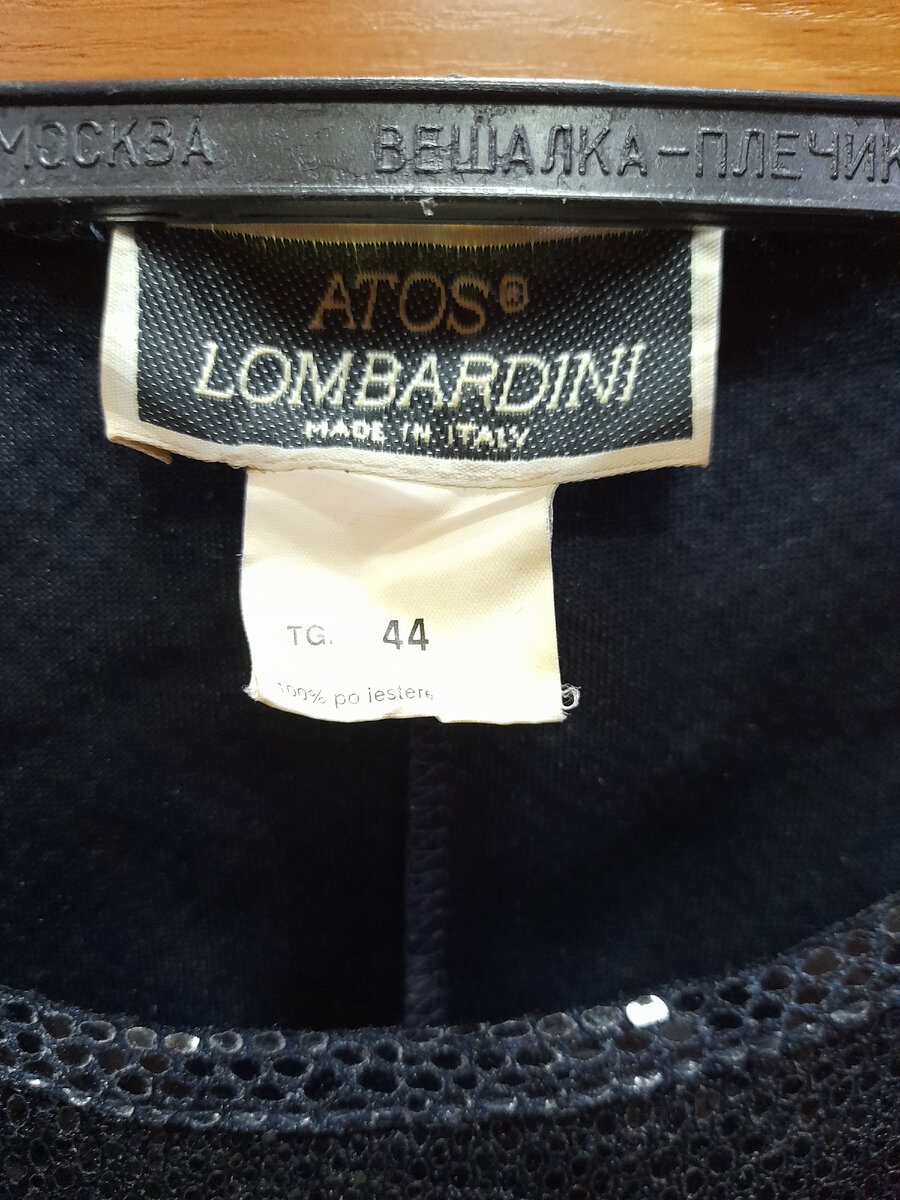 МОСКВА ВЕШАЛКА-ПЛЕЧИК
ATOS®
LOMBARDINI
MADE IN ITALY
TG. 44
100% poliestere